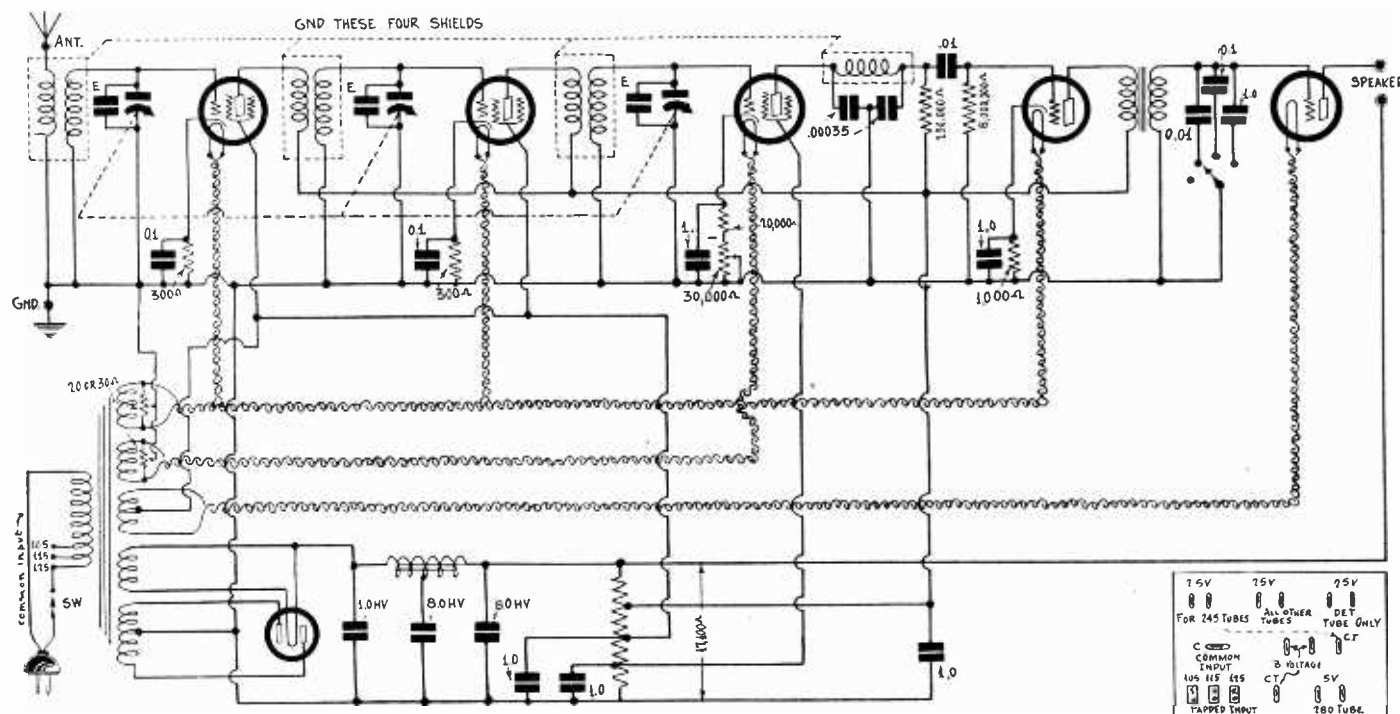 GND THESE FOUR SHIELDS
ANT.
E
E
E
.01
.01
1.0
0.01
SPEAKER
.00035
01
300Ω
01
300Ω
1.
30,000Ω
1.0
1,000Ω
GND.
20 OR 30Ω
common input
105
115
125
SW
1.0HV
8.0HV
8.0HV
1.0
1.0
1.0
2.5V
2.5V
2.5V
FOR 245 TUBES
ALL OTHER TUBES
DET TUBE ONLY
C
COMMON INPUT
B VOLTAGE
CT
105 115 125
TAPPED INPUT
CT
5V
280 TUBE